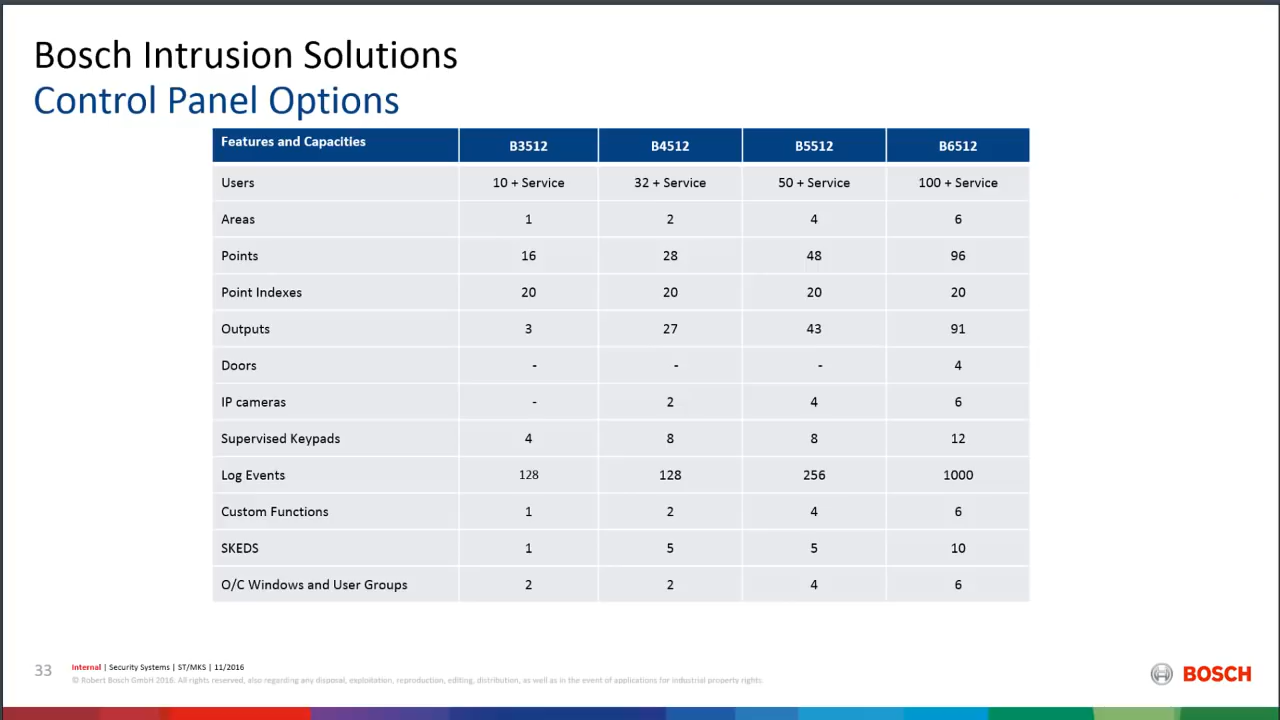 Bosch Intrusion Solutions
Control Panel Options
Features and Capacities B3512 B4512 B5512 B6512
Users 10 + Service 32 + Service 50 + Service 100 + Service
Areas 1 2 4 6
Points 16 28 48 96
Point Indexes 20 20 20 20
Outputs 3 27 43 91
Doors - - - 4
IP cameras - 2 4 6
Supervised Keypads 4 8 8 12
Log Events 128 128 256 1000
Custom Functions 1 2 4 6
SKEDS 1 5 5 10
O/C Windows and User Groups 2 2 4 6
33 Internal | Security Systems | ST/MKS | 11/2016
© Robert Bosch GmbH 2016. All rights reserved, also regarding any disposal, exploitation, reproduction, editing, distribution, as well as in the event of applications for industrial property rights.
BOSCH